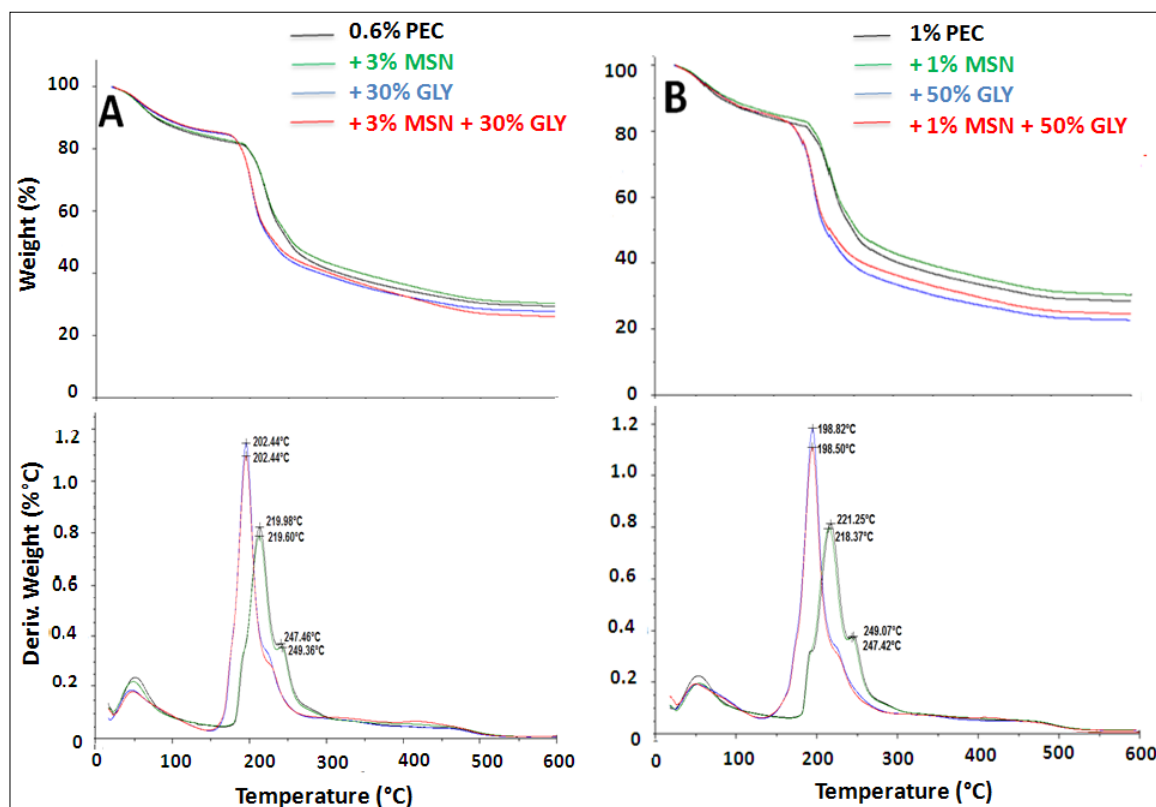 0.6% PEC
+ 3% MSN
+ 30% GLY
+ 3% MSN + 30% GLY
A
100
80
60
40
20
0
Weight (%)
1% PEC
+ 1% MSN
+ 50% GLY
+ 1% MSN + 50% GLY
B
100
80
60
40
20
0
1.2
1.0
0.8
0.6
0.4
0.2
0
Deriv. Weight (%°C)
202.44°C
202.44°C
219.98°C
219.60°C
247.46°C
249.36°C
0 100 200 300 400 500 600
Temperature (°C)
1.2
1.0
0.8
0.6
0.4
0.2
0
198.82°C
198.50°C
221.25°C
218.37°C
249.07°C
247.42°C
0 100 200 300 400 500 600
Temperature (°C)